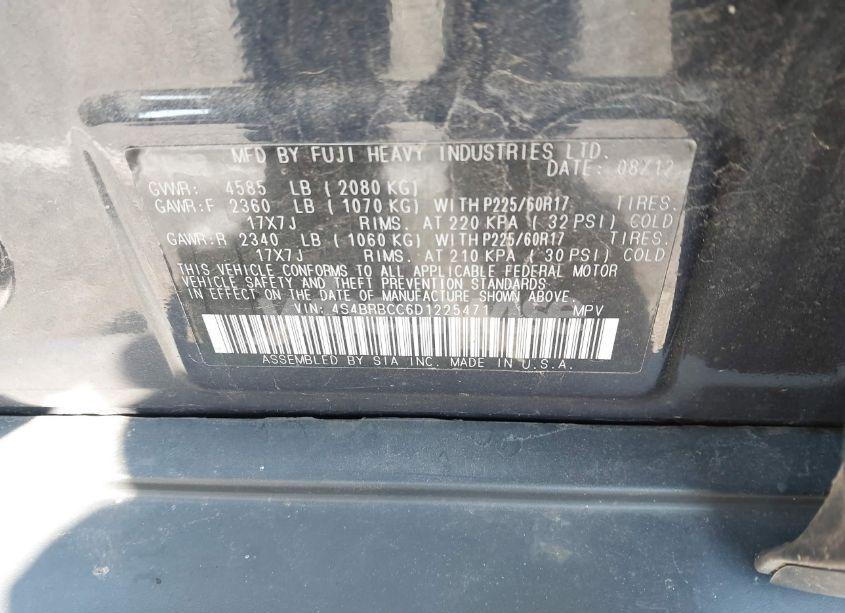 MFD BY FUJI HEAVY INDUSTRIES LTD.
DATE: 08/12
GVWR: 4585 LB (2080 KG)
GAWR:F 2360 LB (1070 KG) WITH P225/60R17 TIRES.
17X7J RIMS. AT 220 KPA (32 PSI) COLD
GAWR:R 2340 LB (1060 KG) WITH P225/60R17 TIRES.
17X7J RIMS. AT 210 KPA (30 PSI) COLD
THIS VEHICLE CONFORMS TO ALL APPLICABLE FEDERAL MOTOR
VEHICLE SAFETY AND THEFT PREVENTION STANDARDS
IN EFFECT ON THE DATE OF MANUFACTURE SHOWN ABOVE.
VIN: 4S4BRBCC6D1225471 MPV
ASSEMBLED BY SIA INC. MADE IN U.S.A.